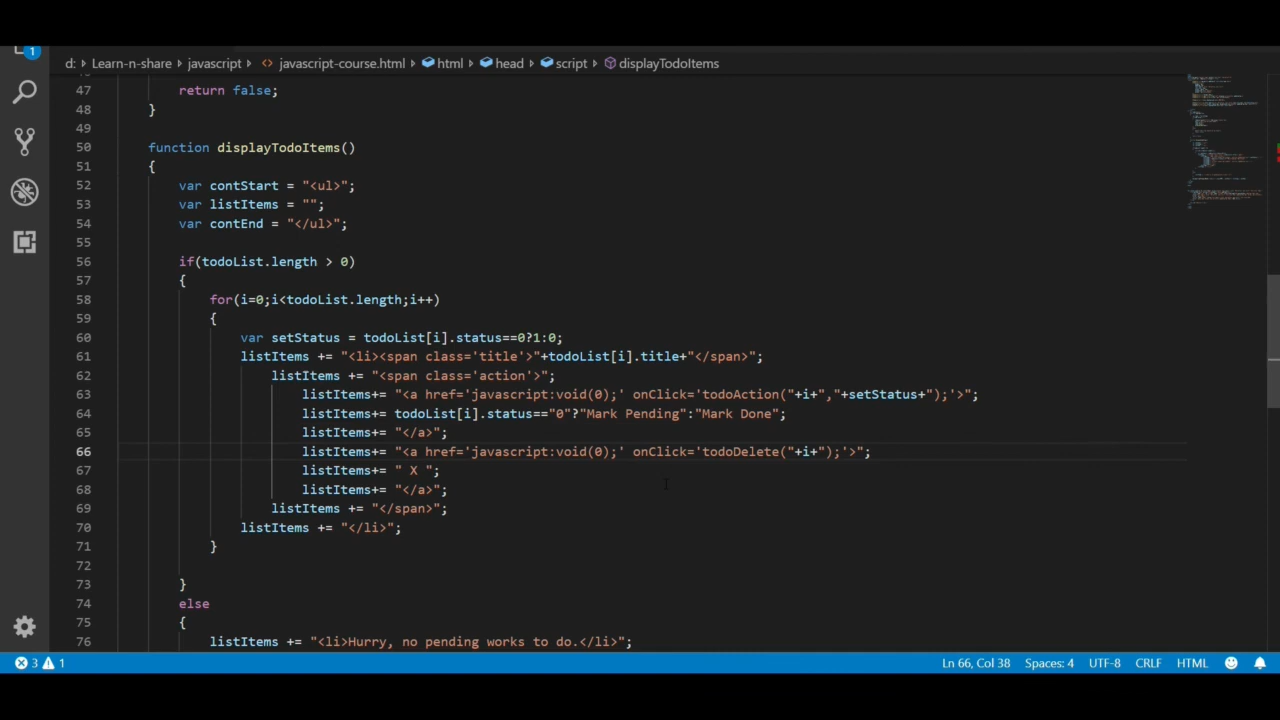 1
d: > Learn-n-share > javascript > <> javascript-course.html > html > head > script > displayTodoItems
47 return false;
48 }
49
50 function displayTodoItems()
51 {
52 var contStart = "<ul>";
53 var listItems = "";
54 var contEnd = "</ul>";
55
56 if(todoList.length > 0)
57 {
58 for(i=0;i<todoList.length;i++)
59 {
60 var setStatus = todoList[i].status==0?1:0;
61 listItems += "<li><span class='title'>"+todoList[i].title+"</span>";
62 listItems += "<span class='action'>";
63 listItems+= "<a href='javascript:void(0);' onClick='todoAction("+i+","+setStatus+");'>";
64 listItems+= todoList[i].status=="0"?"Mark Pending":"Mark Done";
65 listItems+= "</a>";
66 listItems+= "<a href='javascript:void(0);' onClick='todoDelete("+i+");'>";
67 listItems+= " X ";
68 listItems+= "</a>";
69 listItems += "</span>";
70 listItems += "</li>";
71 }
72
73 }
74 else
75 {
76 listItems += "<li>Hurry, no pending works to do.</li>";
3 1 Ln 66, Col 38 Spaces: 4 UTF-8 CRLF HTML